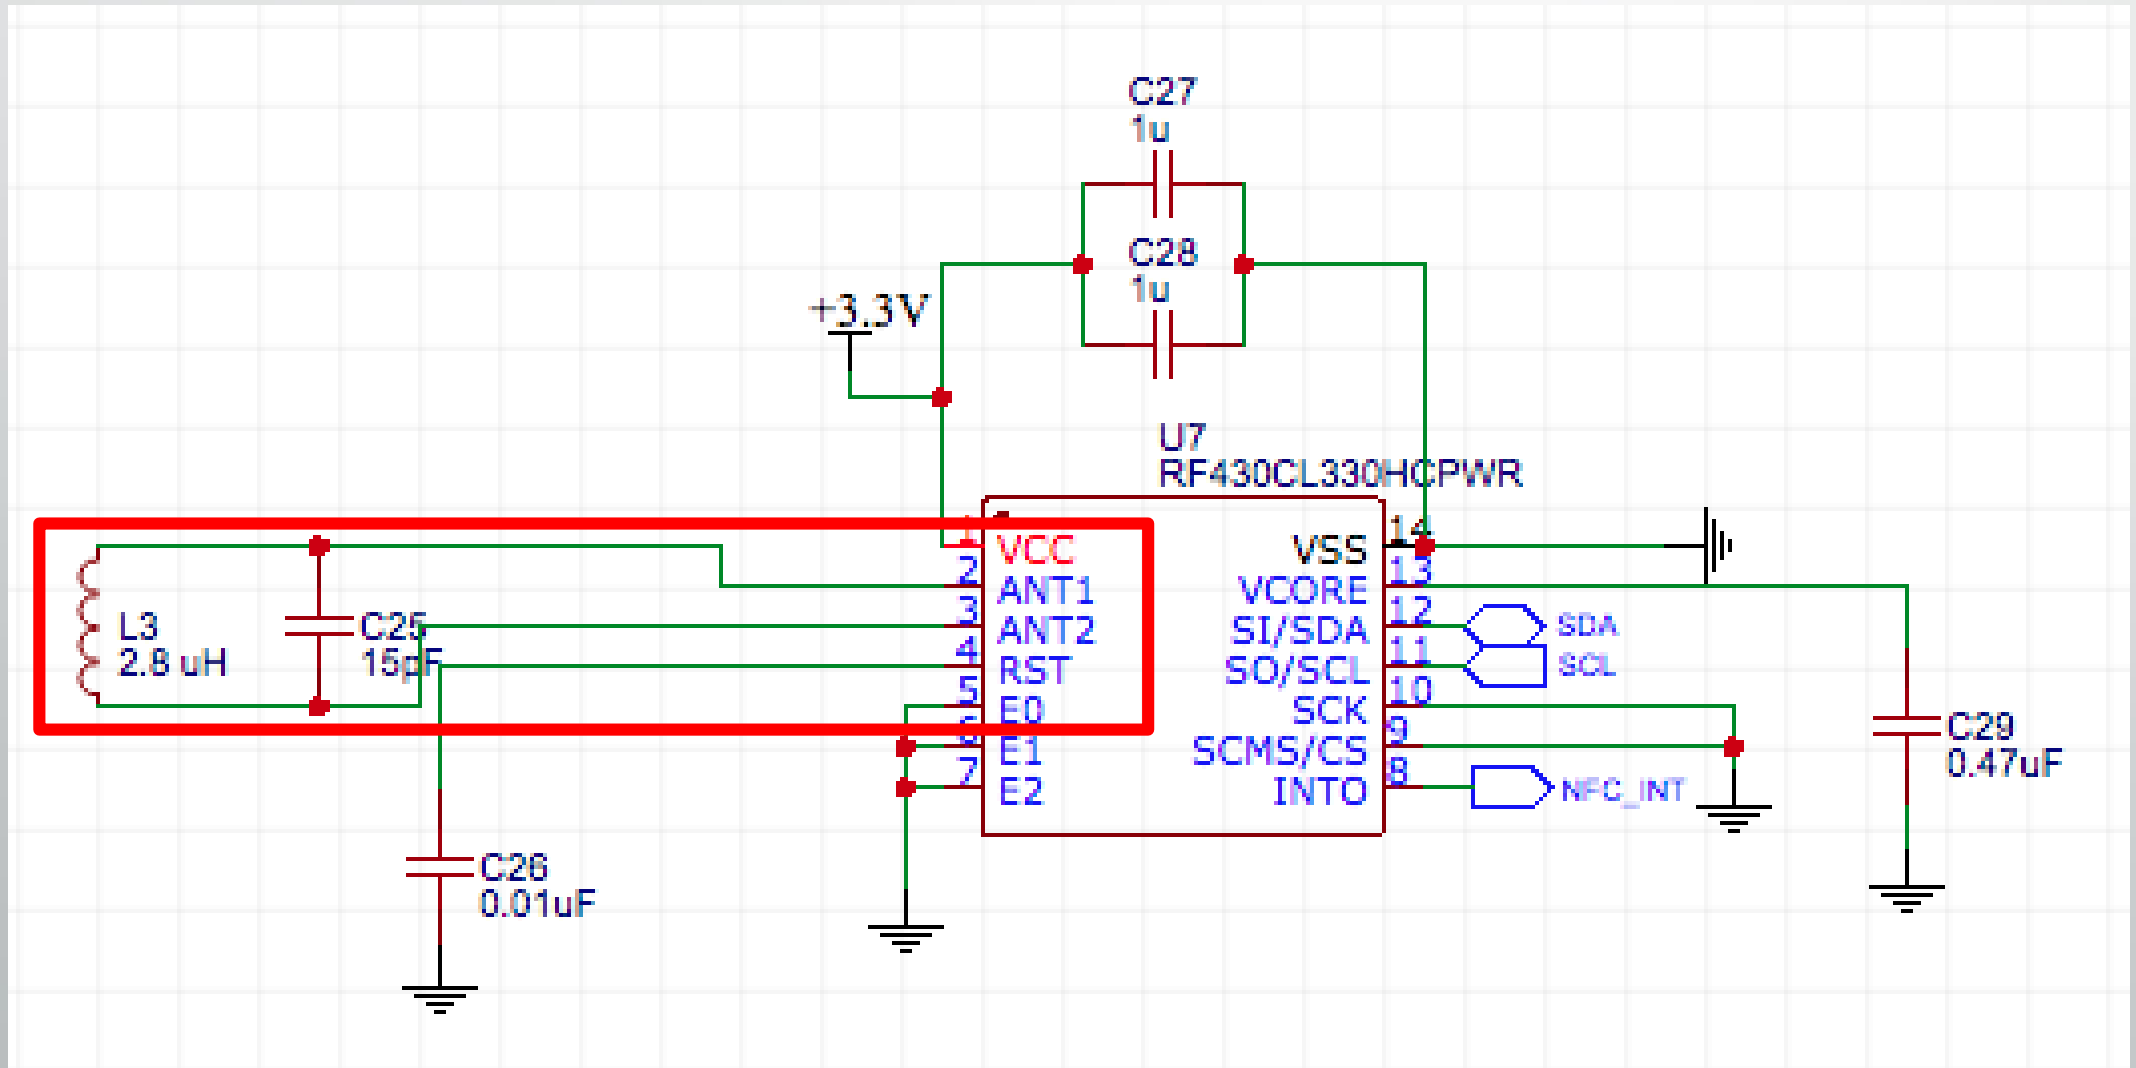 C27
1u
C28
1u
+3.3V
U7
RF430CL330HCPWR
1
VCC
VSS
14
2
ANT1
VCORE
13
3
ANT2
SI/SDA
12
SDA
4
RST
SO/SCL
11
SCL
5
E0
SCK
10
6
E1
SCMS/CS
9
7
E2
INTO
8
NFC_INT
L3
2.8 uH
C25
15pF
C29
0.47uF
C26
0.01uF